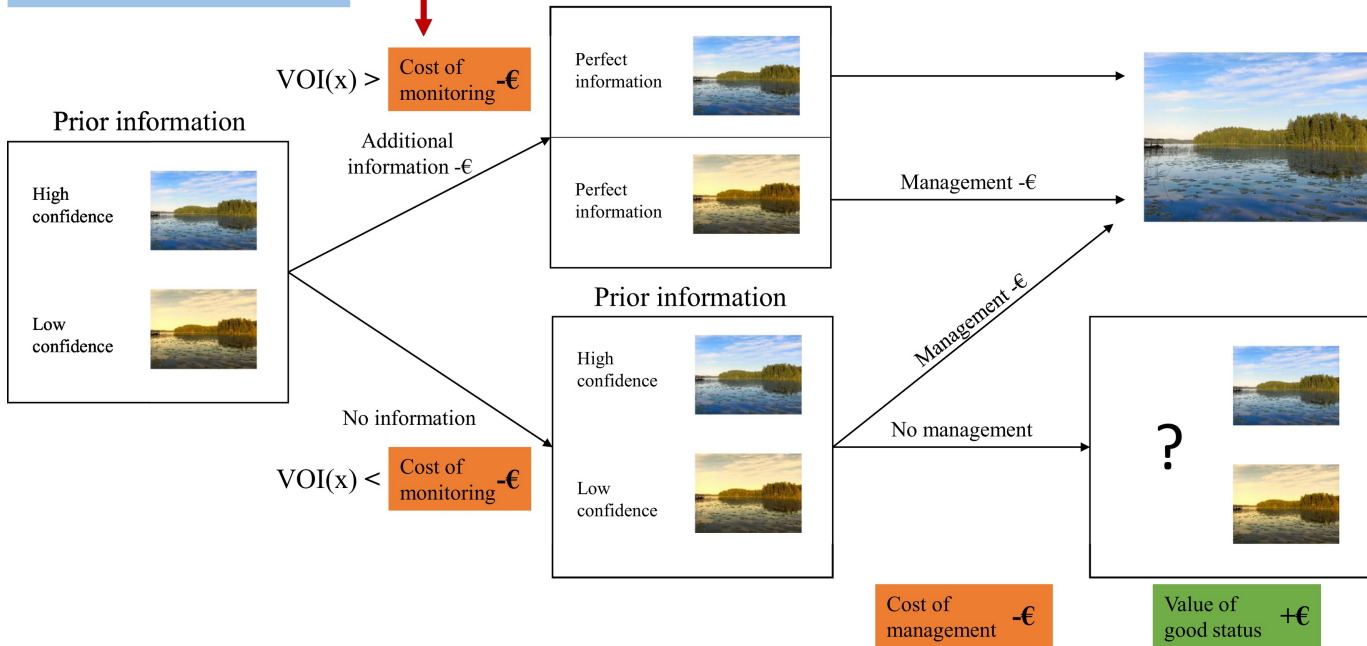 VOI(x) >
Cost of
monitoring -€
Prior information
High
confidence
Low
confidence
Additional
information -€
Perfect
information
Perfect
information
Management -€
No information
VOI(x) <
Cost of
monitoring -€
Prior information
High
confidence
Low
confidence
Management -€
No management
?
Cost of
management -€
Value of
good status +€